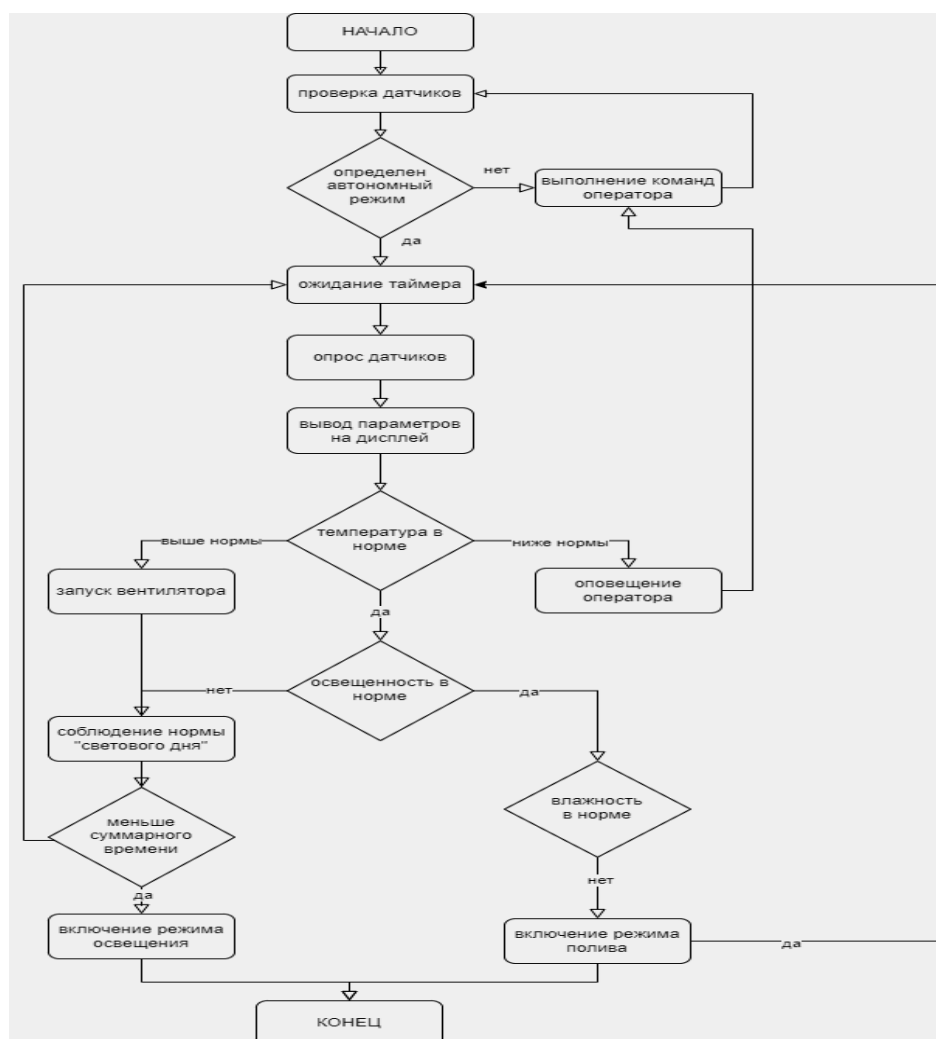 НАЧАЛО
проверка датчиков
определен
автономный
режим
нет
выполнение команд
оператора
да
ожидание таймера
опрос датчиков
вывод параметров
на дисплей
температура в
норме
выше нормы
ниже нормы
запуск вентилятора
оповещение
оператора
да
освещенность в
норме
нет
да
соблюдение нормы
"светового дня"
меньше
суммарного
времени
влажность
в норме
да
нет
включение режима
освещения
включение режима
полива
да
КОНЕЦ